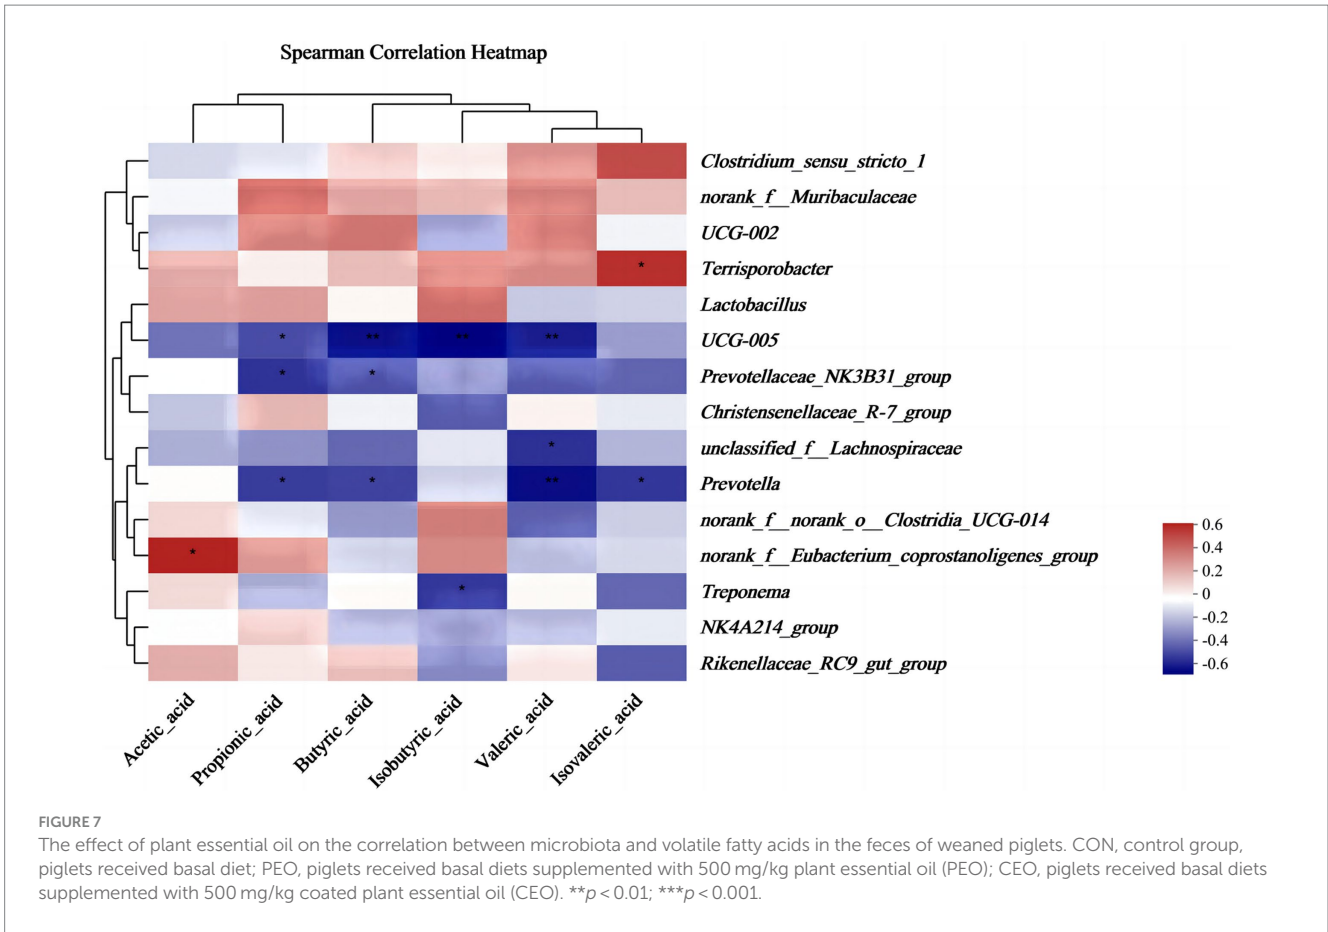 Spearman Correlation Heatmap
Clostridium_sensu_stricto_1
norank_f__Muribaculaceae
UCG-002
*
Terrisporobacter
Lactobacillus
* ** ** **
UCG-005
* *
Prevotellaceae_NK3B31_group
Christensenellaceae_R-7_group
*
unclassified_f__Lachnospiraceae
* * ** *
Prevotella
norank_f__norank_o__Clostridia_UCG-014
*
norank_f__Eubacterium_coprostanoligenes_group
*
Treponema
NK4A214_group
Rikenellaceae_RC9_gut_group
0.6
0.4
0.2
0
-0.2
-0.4
-0.6
Acetic_acid
Propionic_acid
Butyric_acid
Isobutyric_acid
Valeric_acid
Isovaleric_acid
FIGURE 7
The effect of plant essential oil on the correlation between microbiota and volatile fatty acids in the feces of weaned piglets. CON, control group,
piglets received basal diet; PEO, piglets received basal diets supplemented with 500 mg/kg plant essential oil (PEO); CEO, piglets received basal diets
supplemented with 500 mg/kg coated plant essential oil (CEO). **p < 0.01; ***p < 0.001.